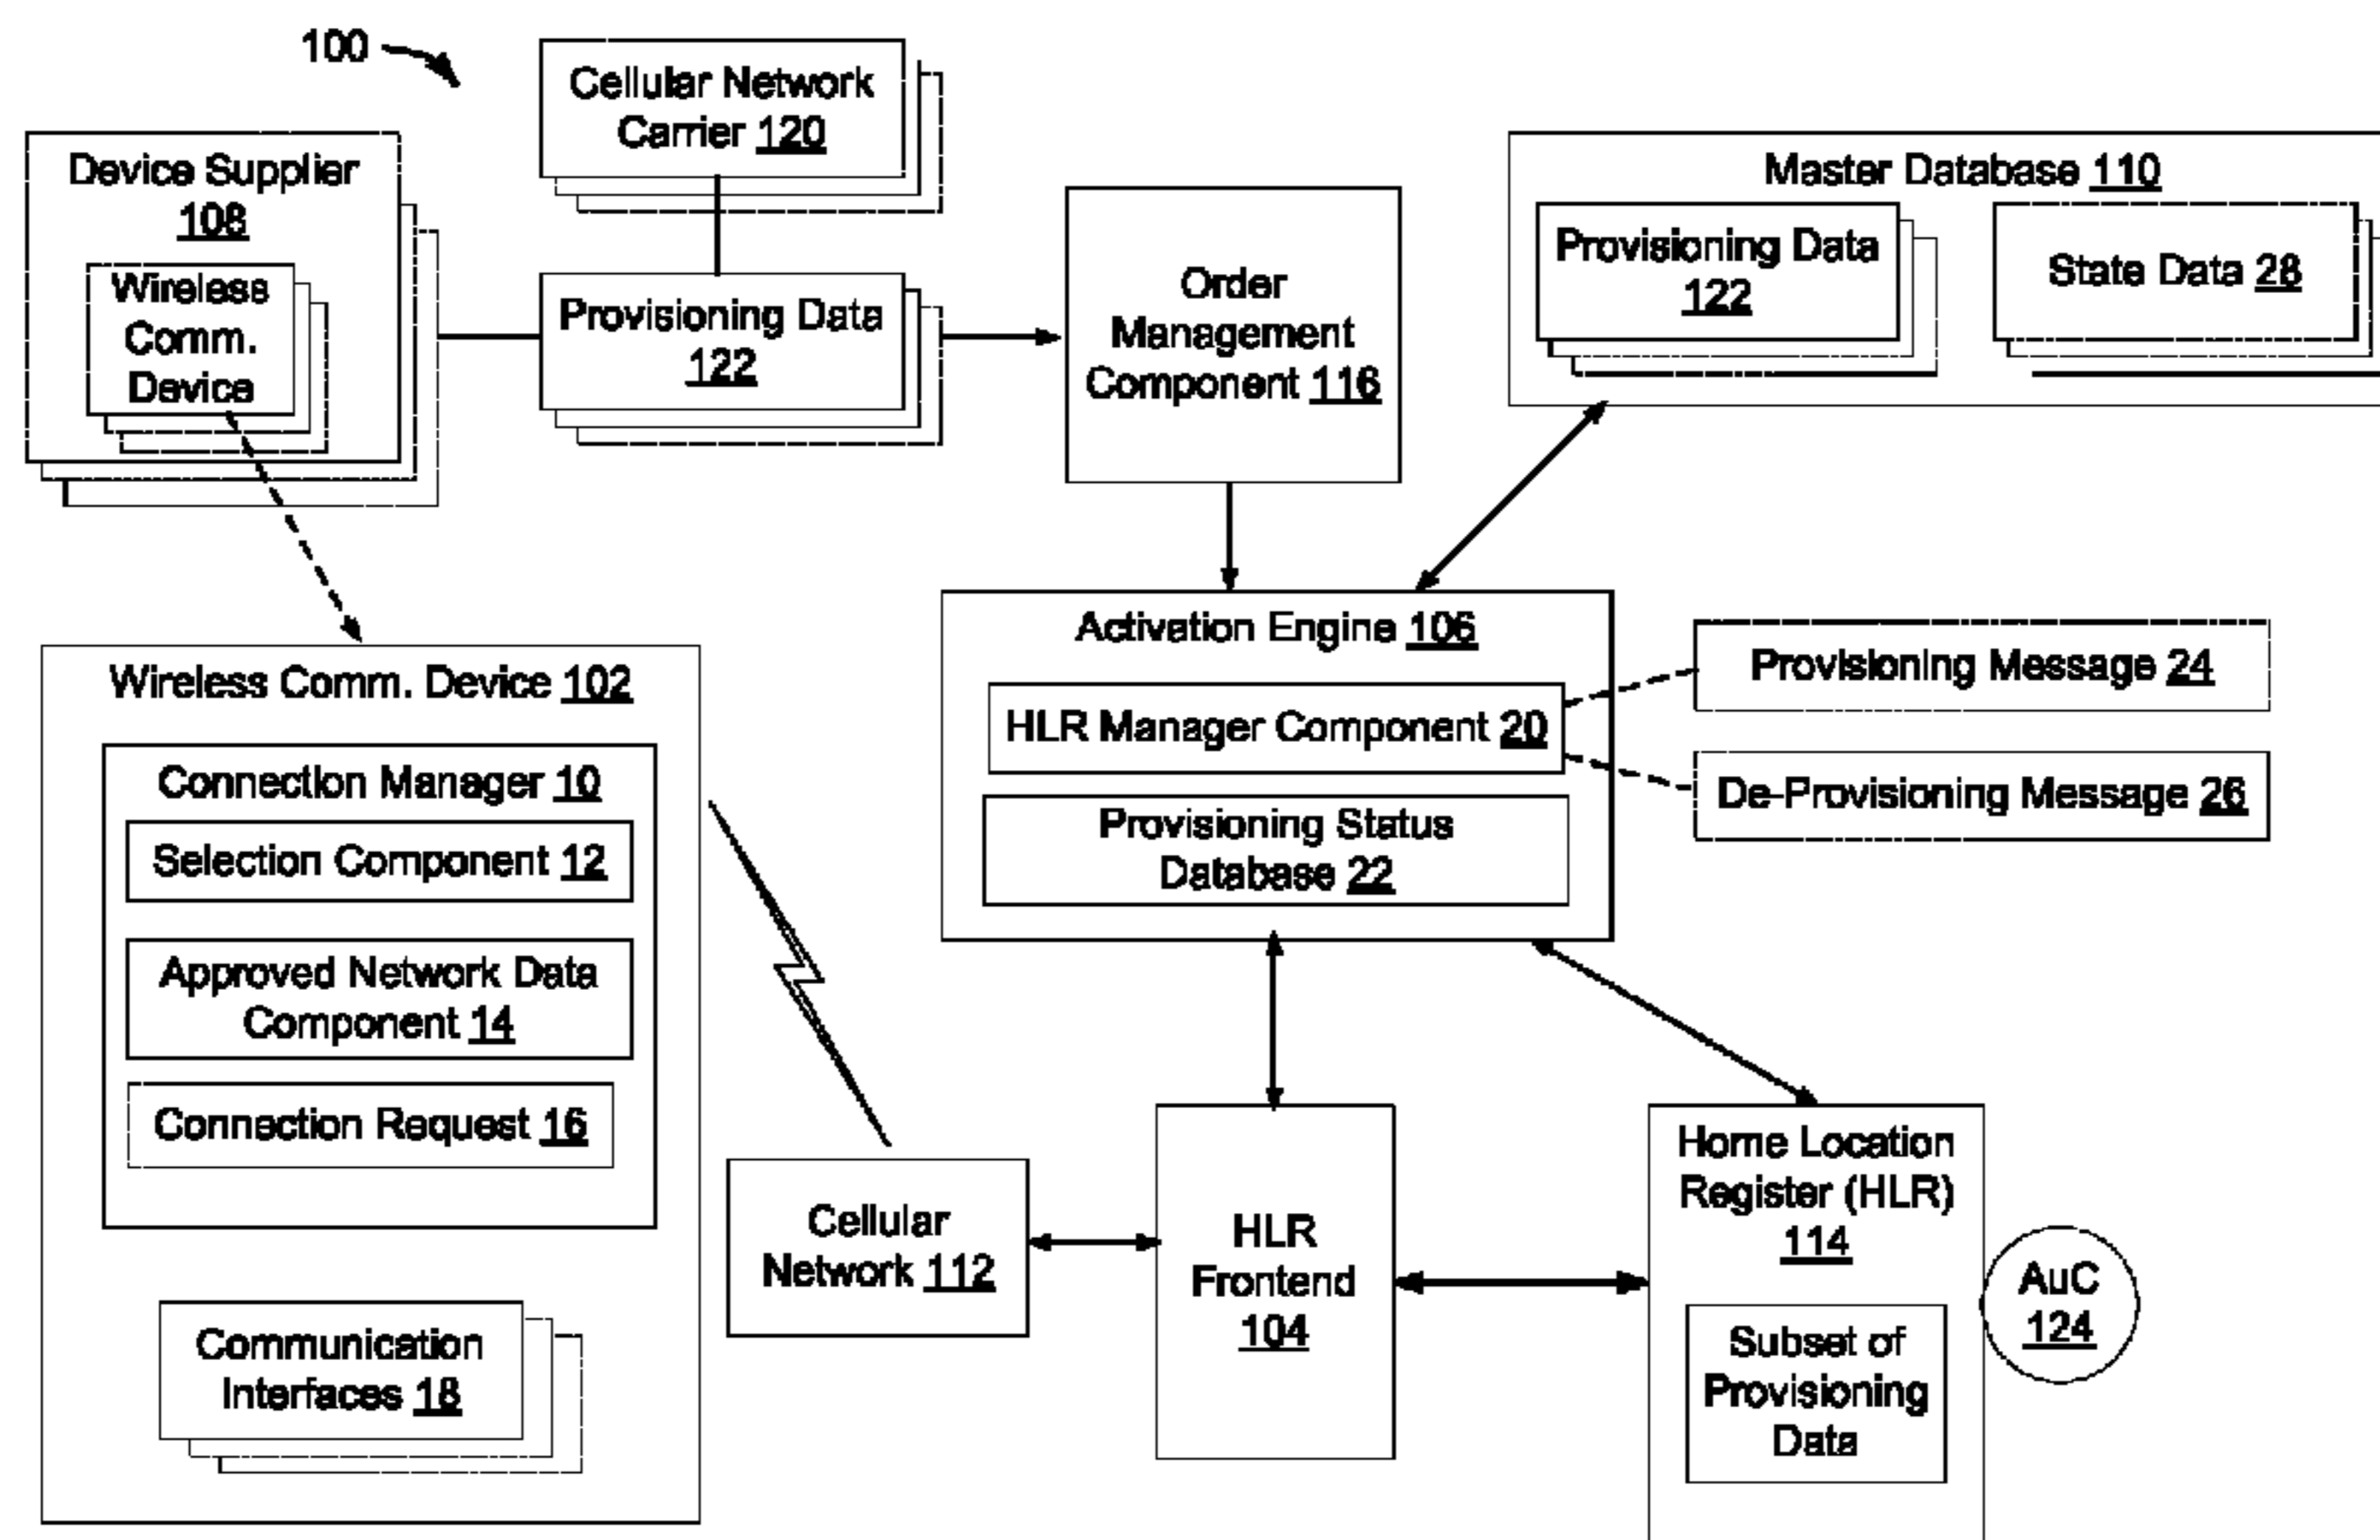 100
Cellular Network
Carrier 120
Device Supplier
108
Wireless
Comm.
Device
Provisioning Data
122
Order
Management
Component 116
Master Database 110
Provisioning Data
122
State Data 28
Wireless Comm. Device 102
Connection Manager 10
Selection Component 12
Approved Network Data
Component 14
Connection Request 16
Communication
Interfaces 18
Activation Engine 106
HLR Manager Component 20
Provisioning Status
Database 22
Provisioning Message 24
De-Provisioning Message 26
Cellular
Network 112
HLR
Frontend
104
Home Location
Register (HLR)
114
Subset of
Provisioning
Data
AuC
124